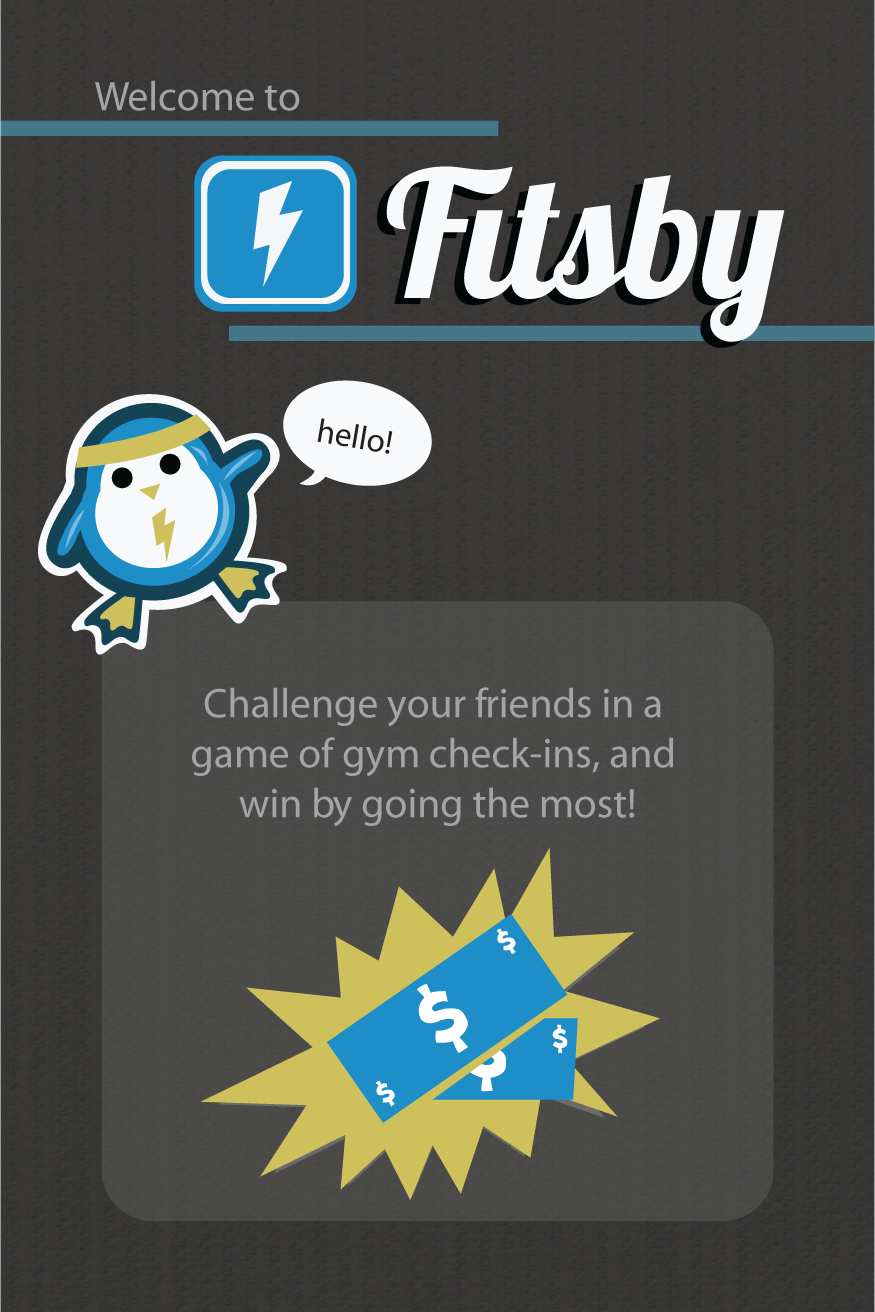 Welcome to
Fitsby
hello!
Challenge your friends in a
game of gym check-ins, and
win by going the most!
$
$
$
$
$